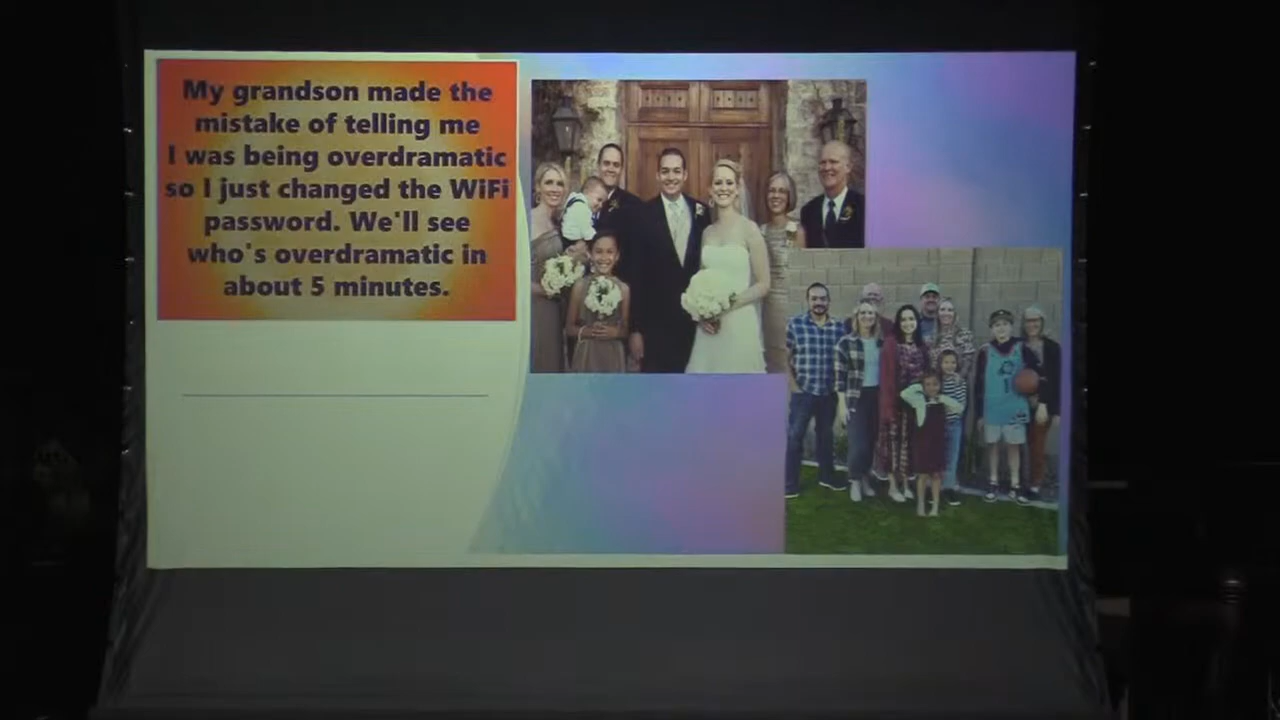 My grandson made the
mistake of telling me
I was being overdramatic
so I just changed the WiFi
password. We'll see
who's overdramatic in
about 5 minutes.